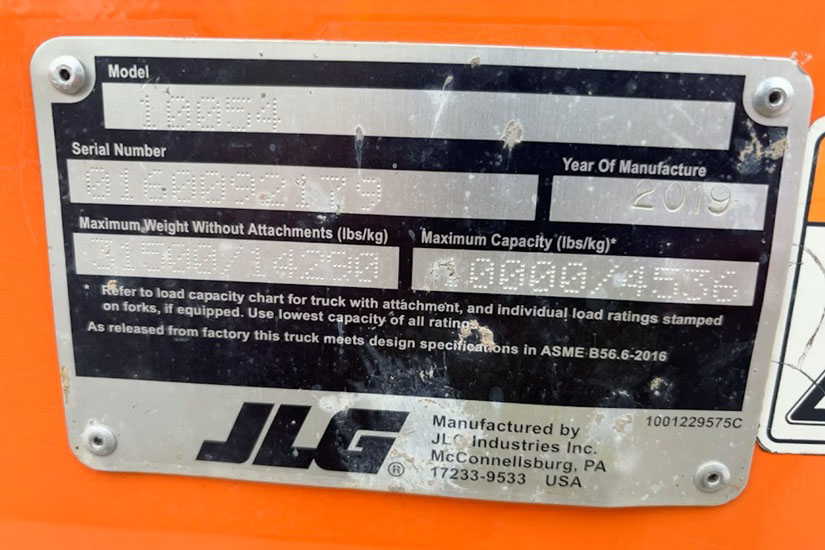 Model
10054
Serial Number
0160092179
Year Of Manufacture
2019
Maximum Weight Without Attachments (lbs/kg)
31500/14290
Maximum Capacity (lbs/kg)*
10000/4536
* Refer to load capacity chart for truck with attachment, and individual load ratings stamped
on forks, if equipped. Use lowest capacity of all ratings.
As released from factory this truck meets design specifications in ASME B56.6-2016
JLG®
Manufactured by
JLG Industries Inc.
McConnellsburg, PA
17233-9533 USA
1001229575C